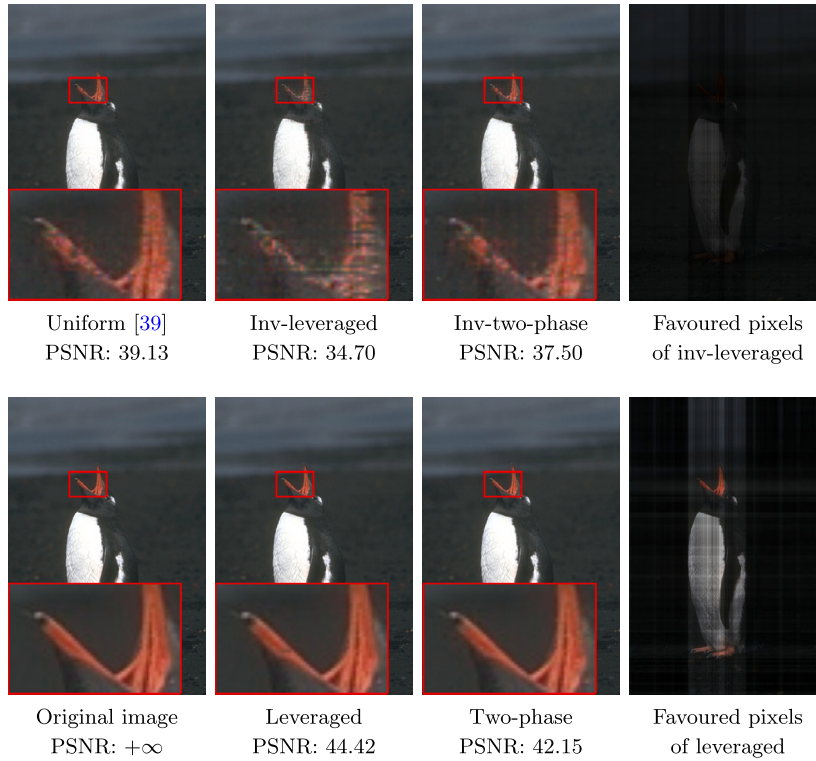 Uniform [39]
PSNR: 39.13
Inv-leveraged
PSNR: 34.70
Inv-two-phase
PSNR: 37.50
Favoured pixels
of inv-leveraged
Original image
PSNR: +∞
Leveraged
PSNR: 44.42
Two-phase
PSNR: 42.15
Favoured pixels
of leveraged